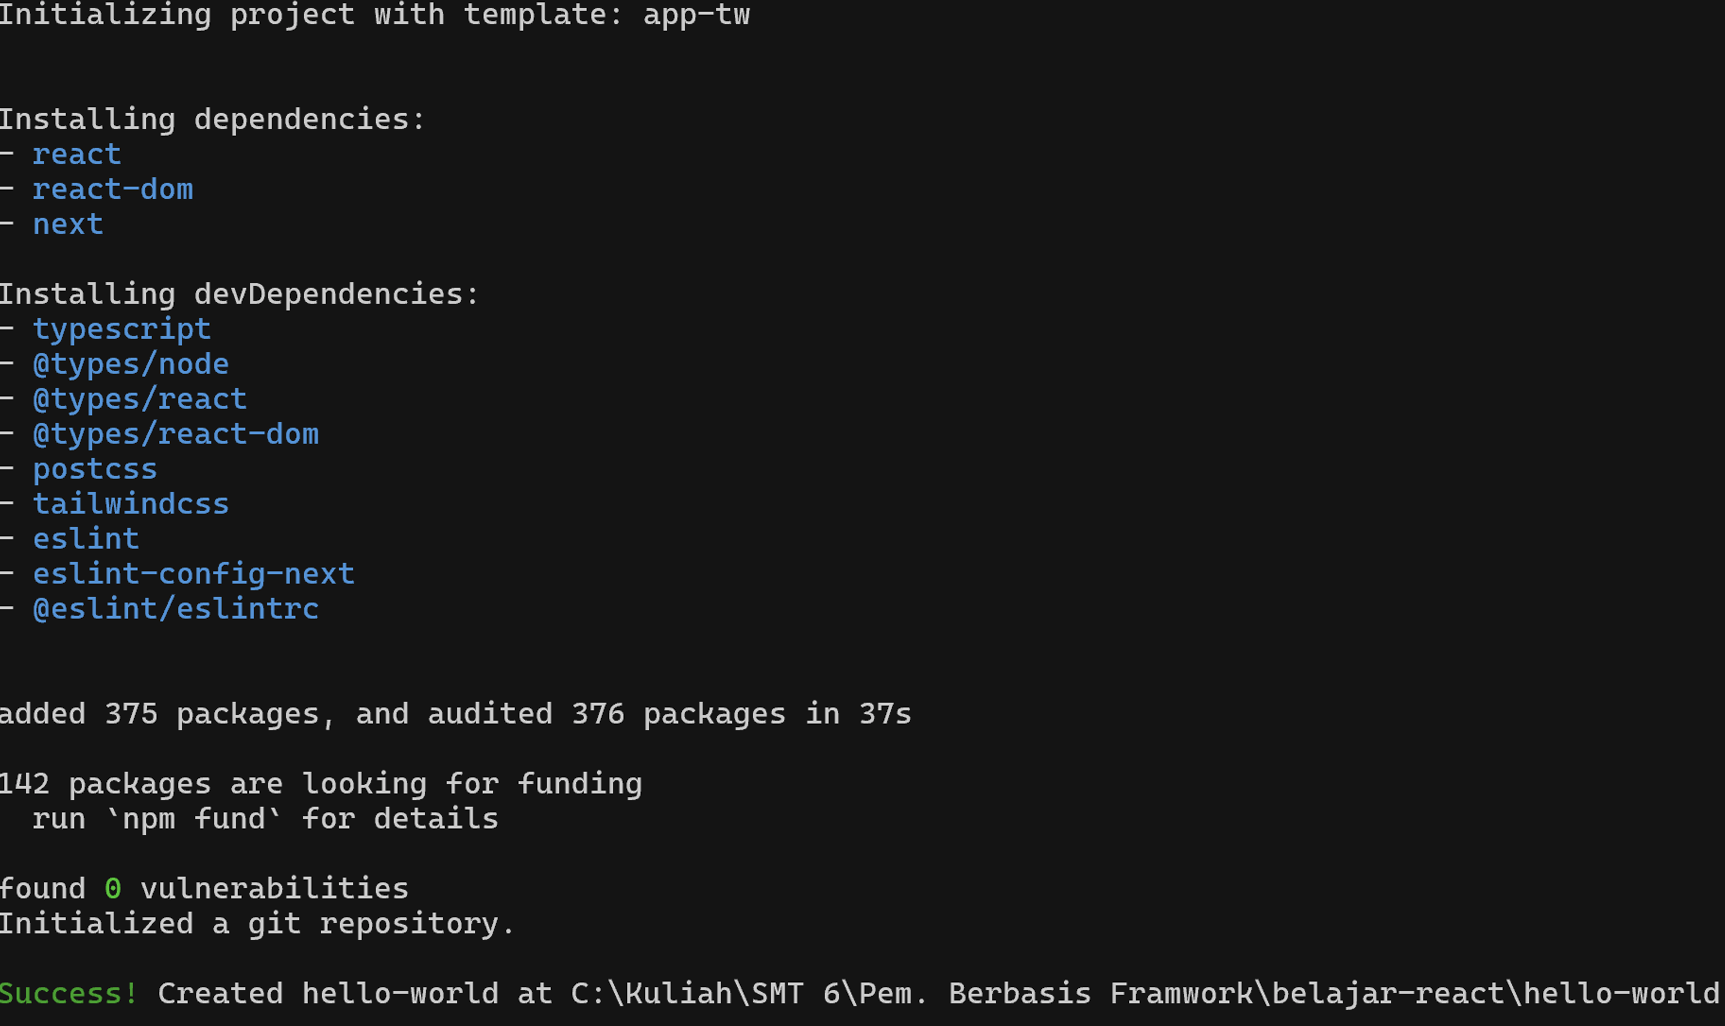 Initializing project with template: app-tw
Installing dependencies:
- react
- react-dom
- next
Installing devDependencies:
- typescript
- @types/node
- @types/react
- @types/react-dom
- postcss
- tailwindcss
- eslint
- eslint-config-next
- @eslint/eslintrc
added 375 packages, and audited 376 packages in 37s
142 packages are looking for funding
  run `npm fund` for details
found 0 vulnerabilities
Initialized a git repository.
Success! Created hello-world at C:\Kuliah\SMT 6\Pem. Berbasis Framwork\belajar-react\hello-world